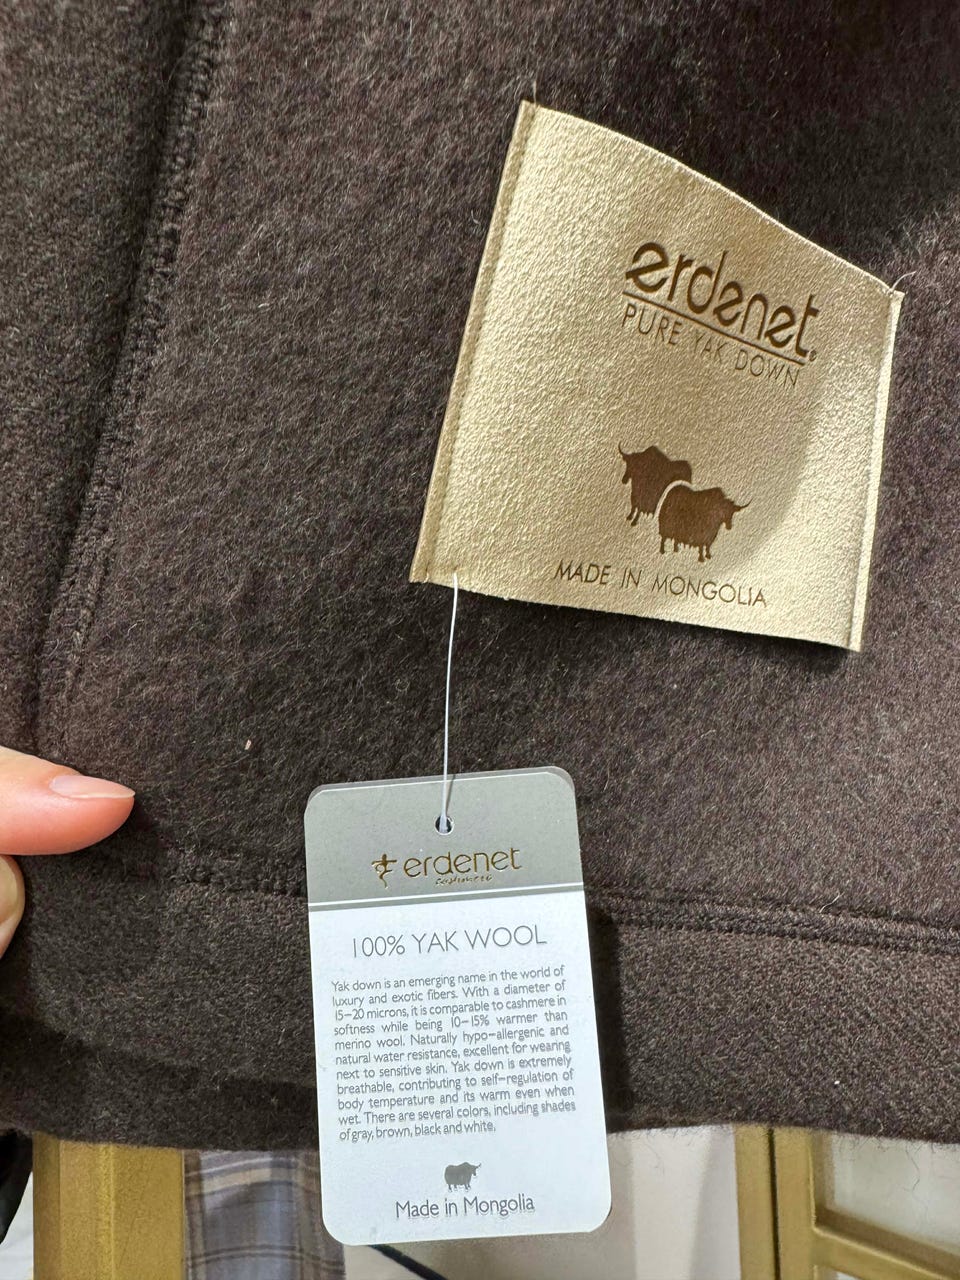 erdenet
PURE YAK DOWN
MADE IN MONGOLIA
erdenet
cashmere
100% YAK WOOL
Yak down is an emerging name in the world of
luxury and exotic fibers. With a diameter of
15-20 microns, it is comparable to cashmere in
softness while being 10-15% warmer than
merino wool. Naturally hypo-allergenic and
natural water resistance, excellent for wearing
next to sensitive skin. Yak down is extremely
breathable, contributing to self-regulation of
body temperature and its warm even when
wet. There are several colors, including shades
of gray, brown, black and white.
Made in Mongolia